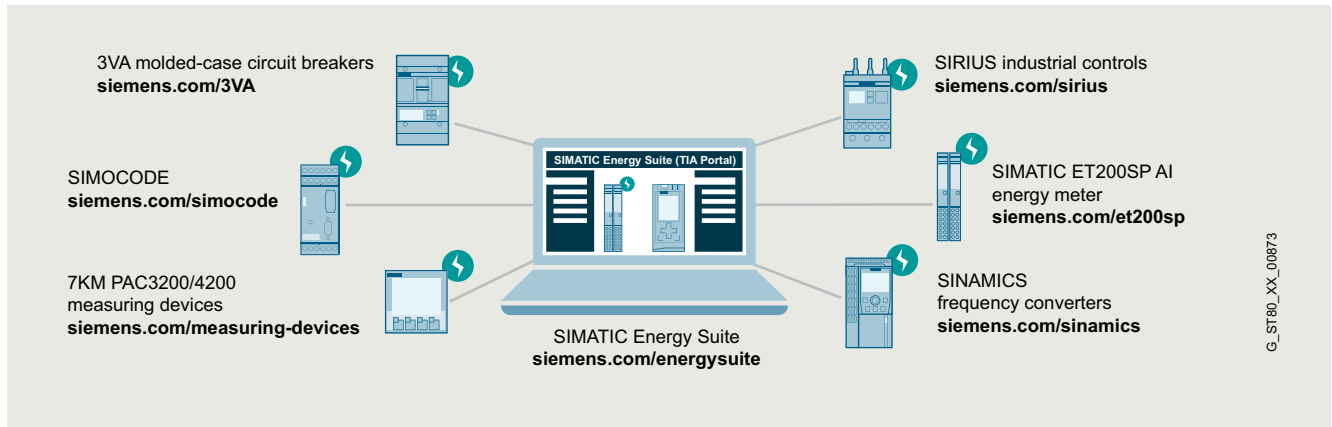 3VA molded-case circuit breakers
siemens.com/3VA
SIMOCODE
siemens.com/simocode
7KM PAC3200/4200
measuring devices
siemens.com/measuring-devices
SIMATIC Energy Suite (TIA Portal)
SIMATIC Energy Suite
siemens.com/energysuite
SIRIUS industrial controls
siemens.com/sirius
SIMATIC ET200SP AI
energy meter
siemens.com/et200sp
SINAMICS
frequency converters
siemens.com/sinamics
G_ST80_XX_00873